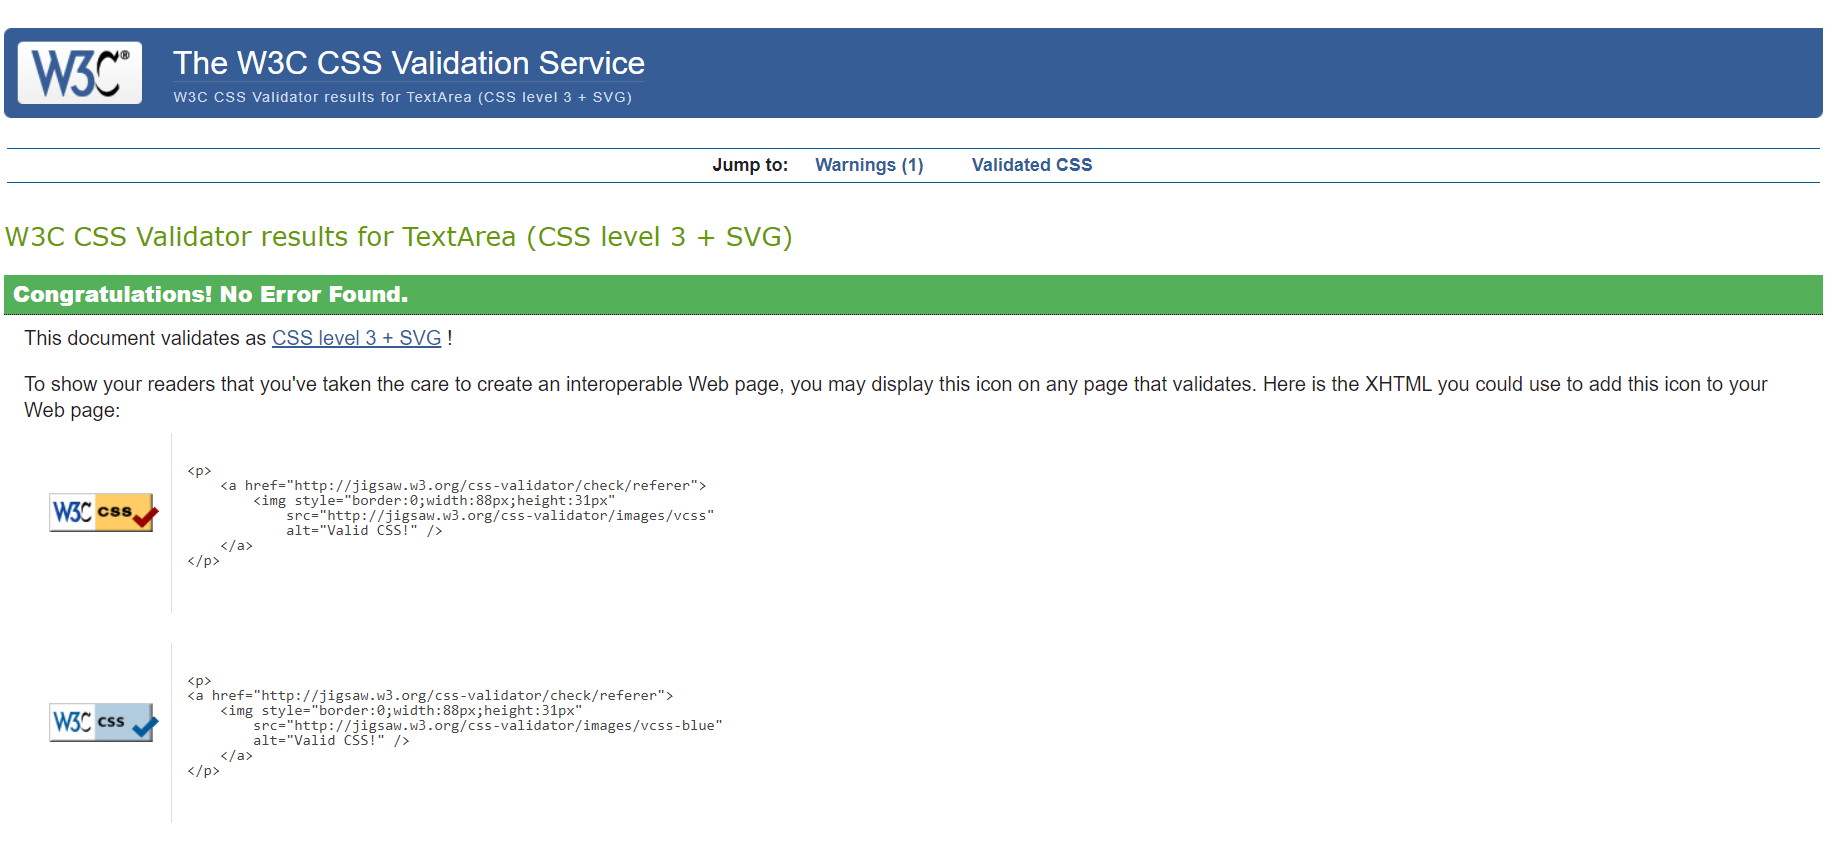 W3C®
The W3C CSS Validation Service
W3C CSS Validator results for TextArea (CSS level 3 + SVG)
Jump to: Warnings (1) Validated CSS
W3C CSS Validator results for TextArea (CSS level 3 + SVG)
Congratulations! No Error Found.
This document validates as CSS level 3 + SVG !
To show your readers that you've taken the care to create an interoperable Web page, you may display this icon on any page that validates. Here is the XHTML you could use to add this icon to your
Web page:
W3C css
<p>
    <a href="http://jigsaw.w3.org/css-validator/check/referer">
        <img style="border:0;width:88px;height:31px"
            src="http://jigsaw.w3.org/css-validator/images/vcss"
            alt="Valid CSS!" />
    </a>
</p>
W3C css
<p>
<a href="http://jigsaw.w3.org/css-validator/check/referer">
    <img style="border:0;width:88px;height:31px"
        src="http://jigsaw.w3.org/css-validator/images/vcss-blue"
        alt="Valid CSS!" />
    </a>
</p>